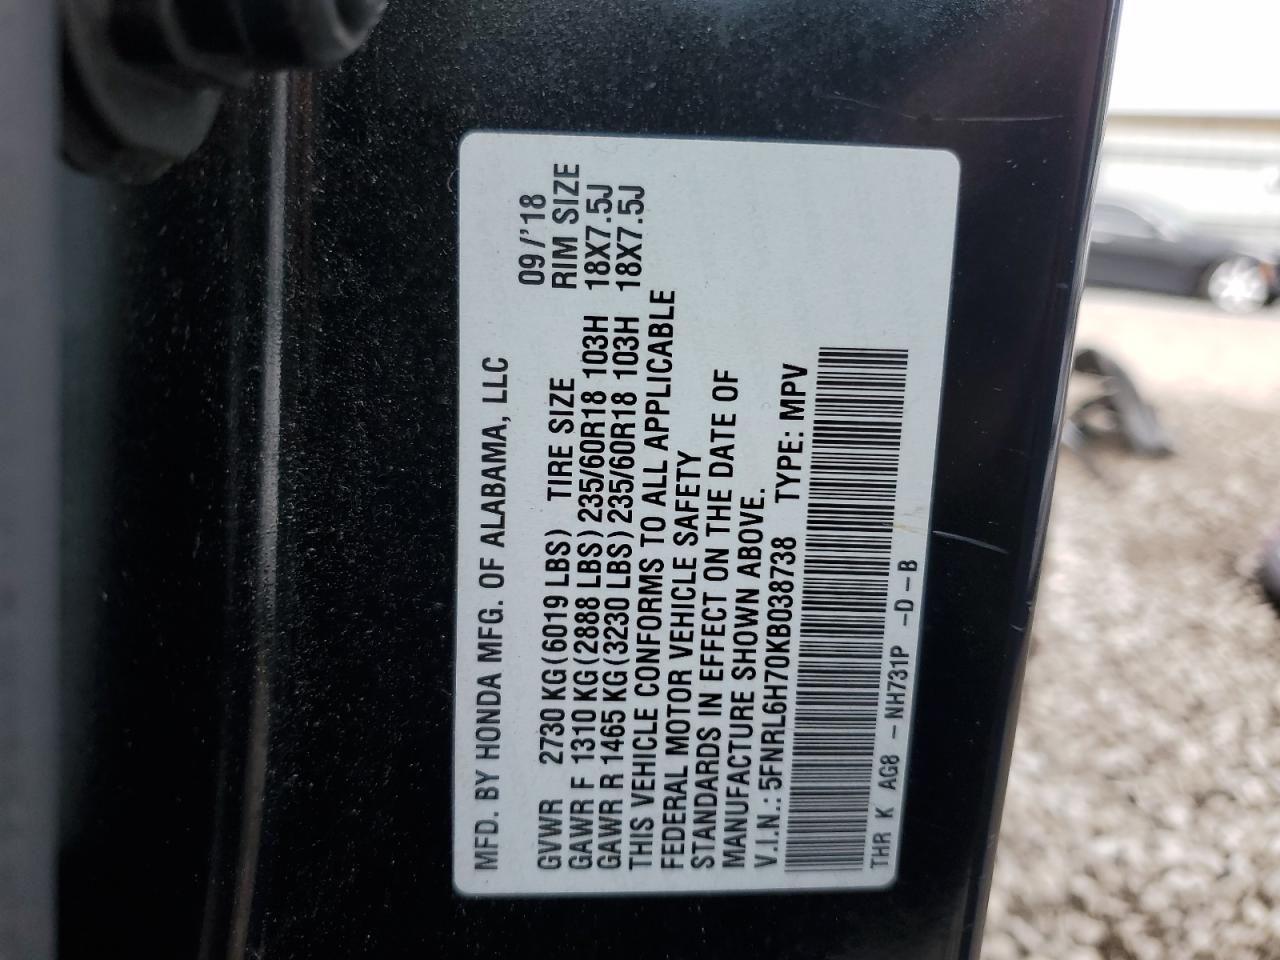 MFD. BY HONDA MFG. OF ALABAMA, LLC 09/'18
GVWR 2730 KG(6019 LBS) TIRE SIZE RIM SIZE
GAWR F 1310 KG(2888 LBS) 235/60R18 103H 18X7.5J
GAWR R 1465 KG(3230 LBS) 235/60R18 103H 18X7.5J
THIS VEHICLE CONFORMS TO ALL APPLICABLE
FEDERAL MOTOR VEHICLE SAFETY
STANDARDS IN EFFECT ON THE DATE OF
MANUFACTURE SHOWN ABOVE.
V.I.N.: 5FNRL6H70KB038738 TYPE: MPV
THR K AG8 – NH731P –D–B